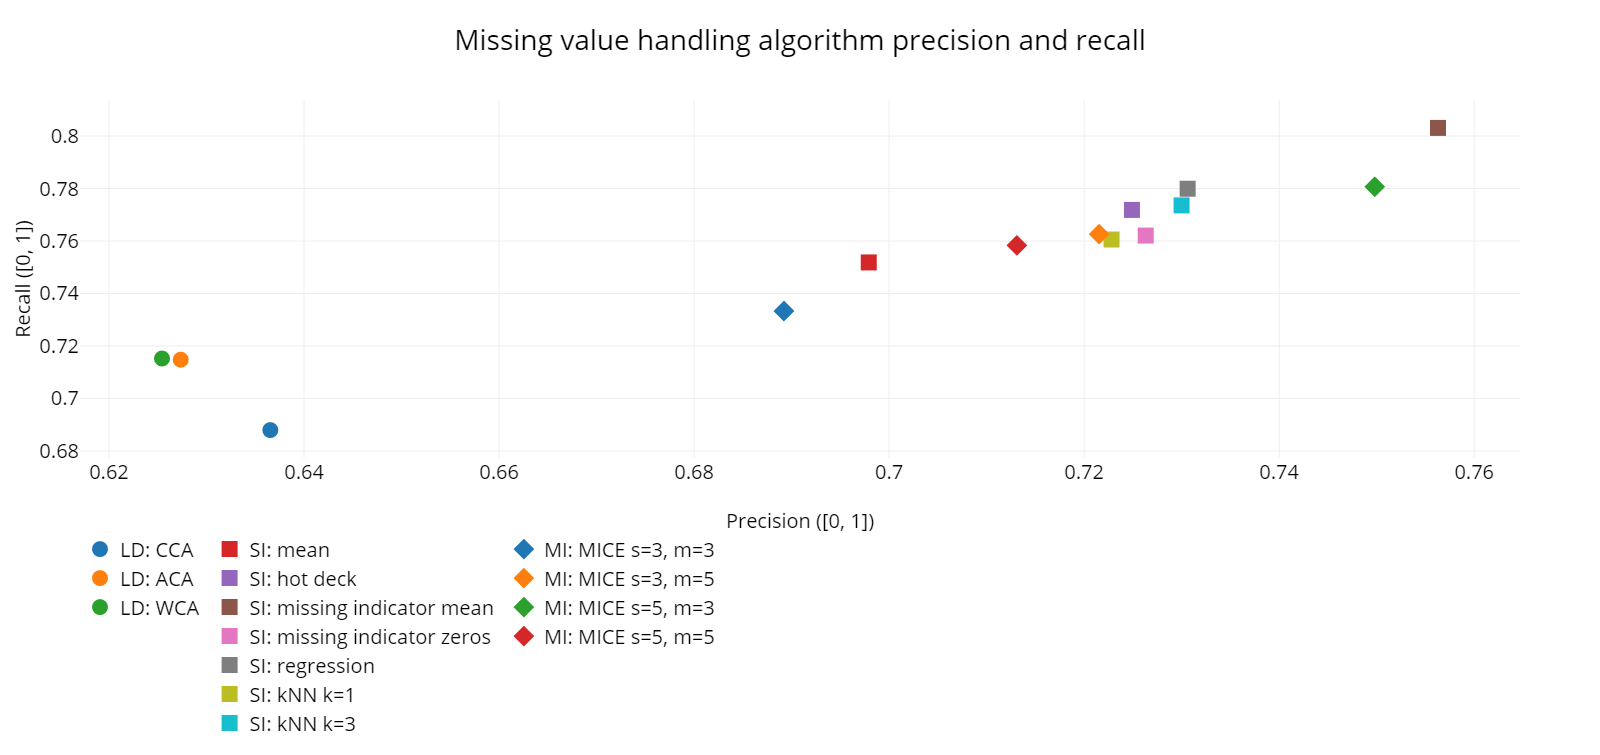 Missing value handling algorithm precision and recall
Recall ([0, 1])
0.8
0.78
0.76
0.74
0.72
0.7
0.68
0.62 0.64 0.66 0.68 0.7 0.72 0.74 0.76
Precision ([0, 1])
LD: CCA
LD: ACA
LD: WCA
SI: mean
SI: hot deck
SI: missing indicator mean
SI: missing indicator zeros
SI: regression
SI: kNN k=1
SI: kNN k=3
MI: MICE s=3, m=3
MI: MICE s=3, m=5
MI: MICE s=5, m=3
MI: MICE s=5, m=5